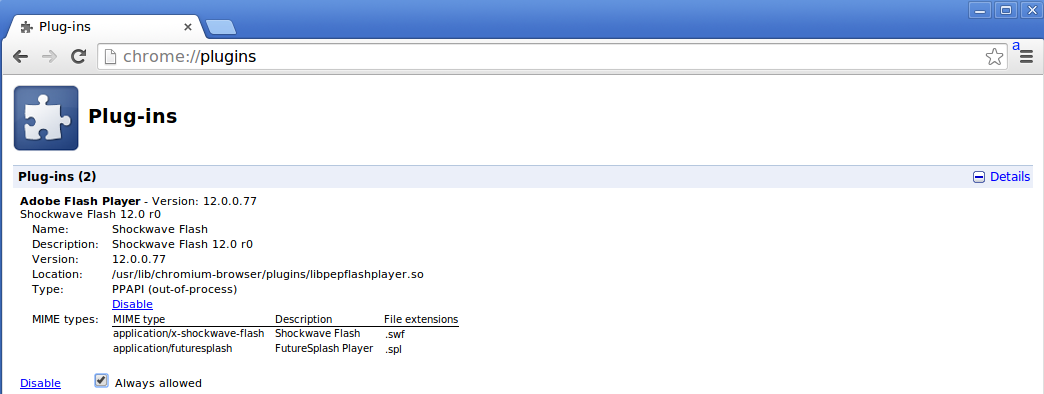 Plug-ins
chrome://plugins
a
Plug-ins
Plug-ins (2)
Details
Adobe Flash Player - Version: 12.0.0.77
Shockwave Flash 12.0 r0
Name: Shockwave Flash
Description: Shockwave Flash 12.0 r0
Version: 12.0.0.77
Location: /usr/lib/chromium-browser/plugins/libpepflashplayer.so
Type: PPAPI (out-of-process)
Disable
MIME types: MIME type Description File extensions
application/x-shockwave-flash Shockwave Flash .swf
application/futuresplash FutureSplash Player .spl
Disable Always allowed